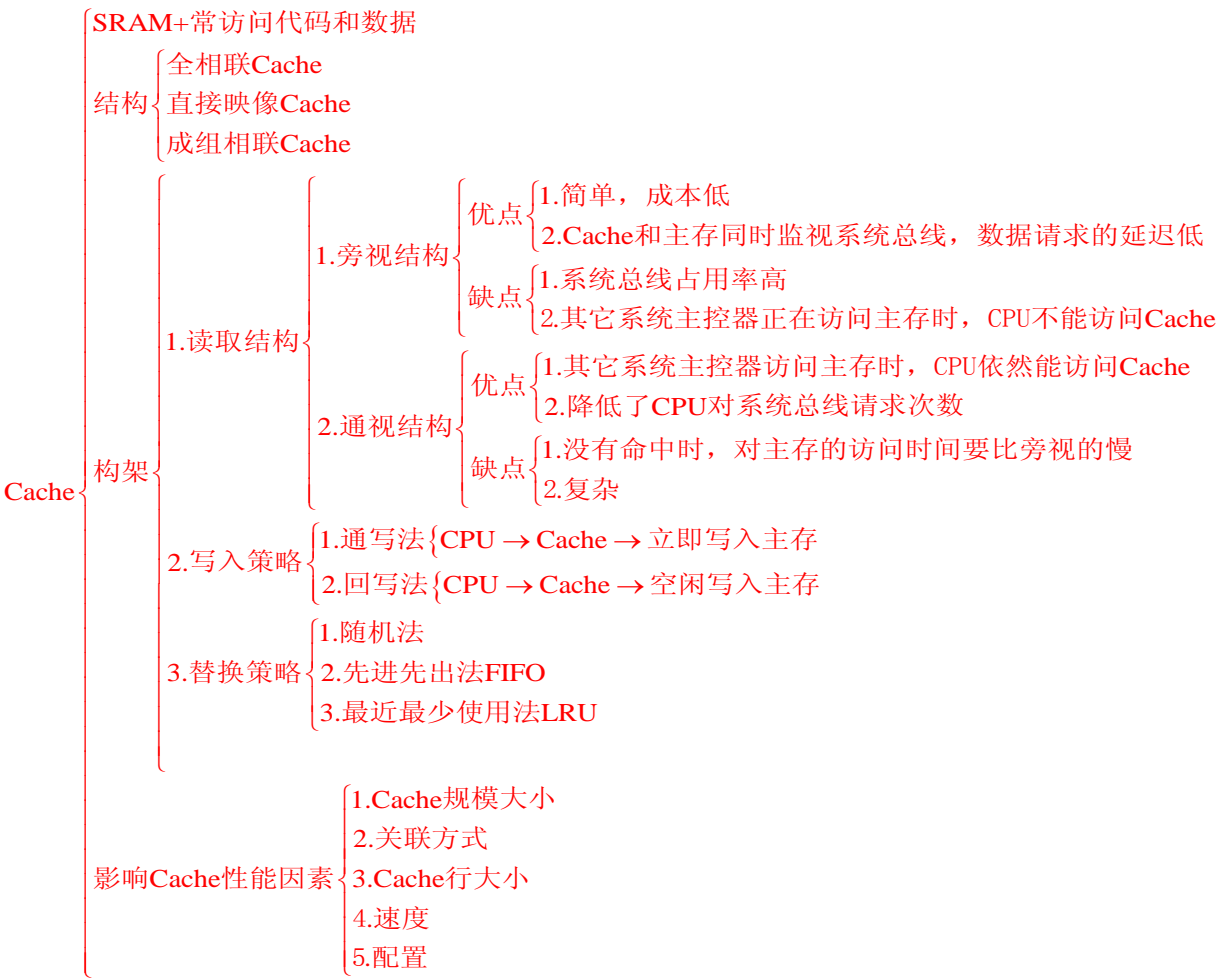 Cache
SRAM+常访问代码和数据
结构
全相联Cache
直接映像Cache
成组相联Cache
构架
1.读取结构
1.旁视结构
优点
1.简单，成本低
2.Cache和主存同时监视系统总线，数据请求的延迟低
缺点
1.系统总线占用率高
2.其它系统主控器正在访问主存时，CPU不能访问Cache
2.通视结构
优点
1.其它系统主控器访问主存时，CPU依然能访问Cache
2.降低了CPU对系统总线请求次数
缺点
1.没有命中时，对主存的访问时间要比旁视的慢
2.复杂
2.写入策略
1.通写法{CPU → Cache → 立即写入主存
2.回写法{CPU → Cache → 空闲写入主存
3.替换策略
1.随机法
2.先进先出法FIFO
3.最近最少使用法LRU
影响Cache性能因素
1.Cache规模大小
2.关联方式
3.Cache行大小
4.速度
5.配置